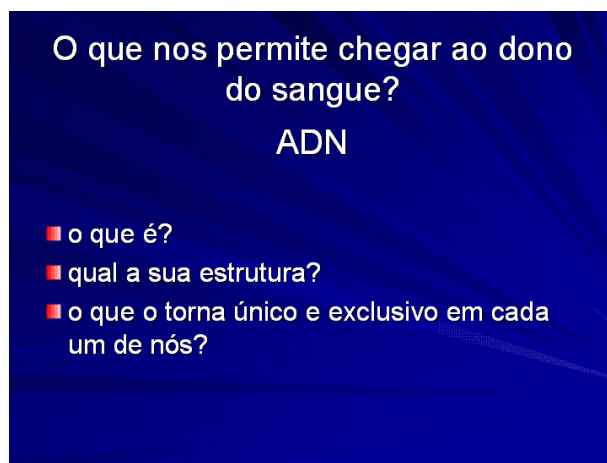 O que nos permite chegar ao dono
do sangue?
ADN
o que é?
qual a sua estrutura?
o que o torna único e exclusivo em cada
um de nós?